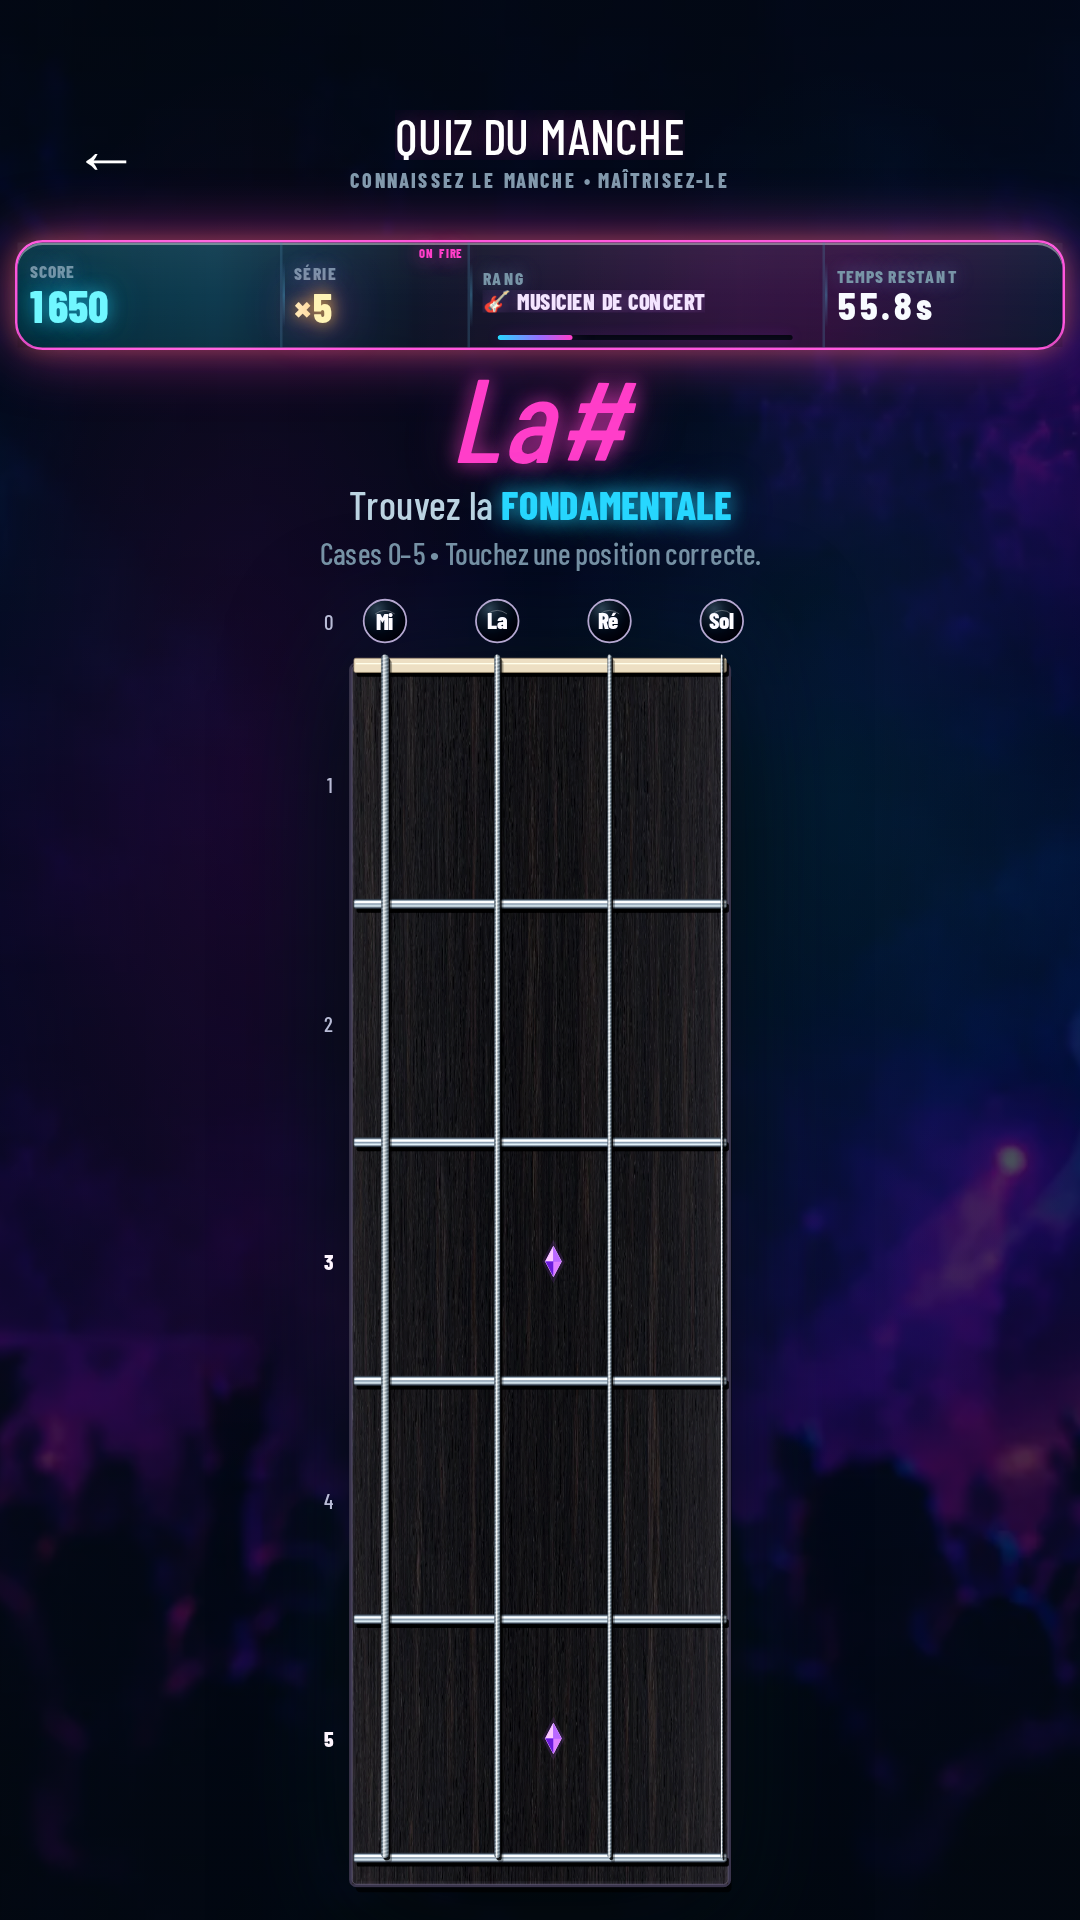 ←
QUIZ DU MANCHE
CONNAISSEZ LE MANCHE • MAÎTRISEZ-LE
SCORE
1650
SÉRIE
×5
ON FIRE
RANG
🎸 MUSICIEN DE CONCERT
TEMPS RESTANT
55.8s
La#
Trouvez la FONDAMENTALE
Cases 0–5 • Touchez une position correcte.
0 Mi La Ré Sol
1
2
3
4
5